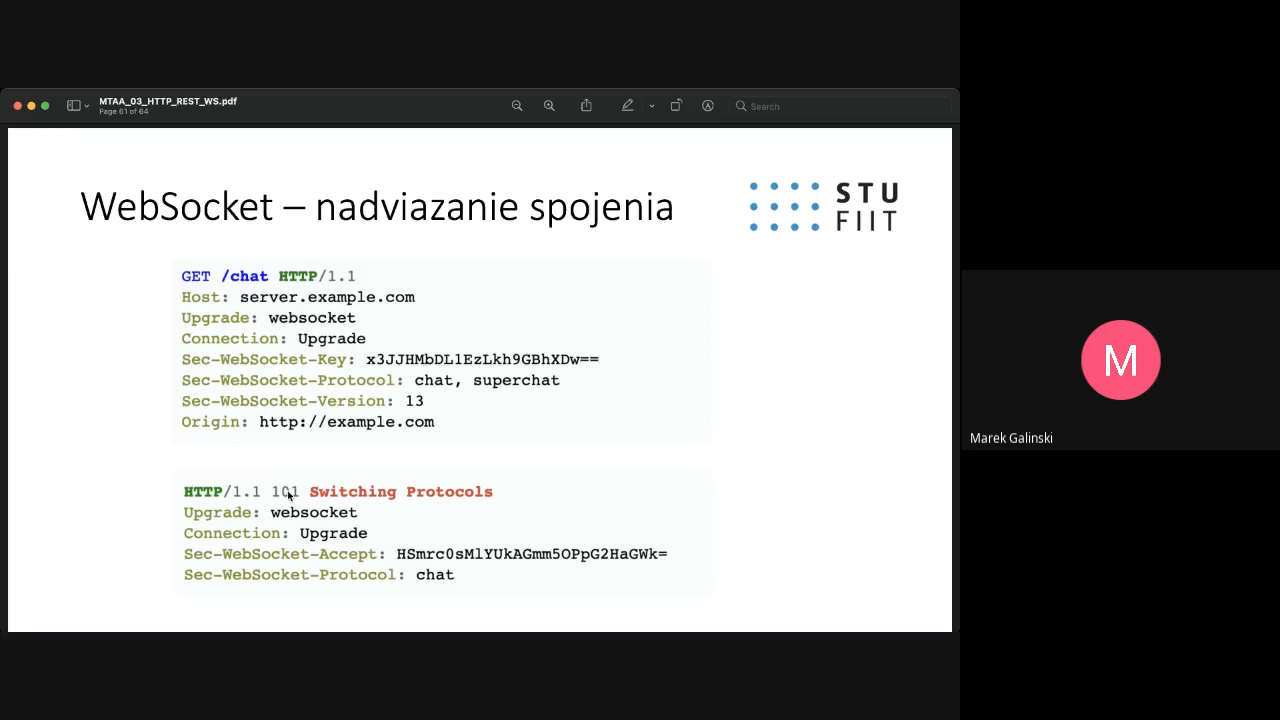 MTAA_03_HTTP_REST_WS.pdf
Page 61 of 64
Search
WebSocket – nadviazanie spojenia
STU
FIIT
GET /chat HTTP/1.1
Host: server.example.com
Upgrade: websocket
Connection: Upgrade
Sec-WebSocket-Key: x3JJHMbDL1EzLkh9GBhXDw==
Sec-WebSocket-Protocol: chat, superchat
Sec-WebSocket-Version: 13
Origin: http://example.com
HTTP/1.1 101 Switching Protocols
Upgrade: websocket
Connection: Upgrade
Sec-WebSocket-Accept: HSmrc0sMlYUkAGmm5OPpG2HaGWk=
Sec-WebSocket-Protocol: chat
M
Marek Galinski